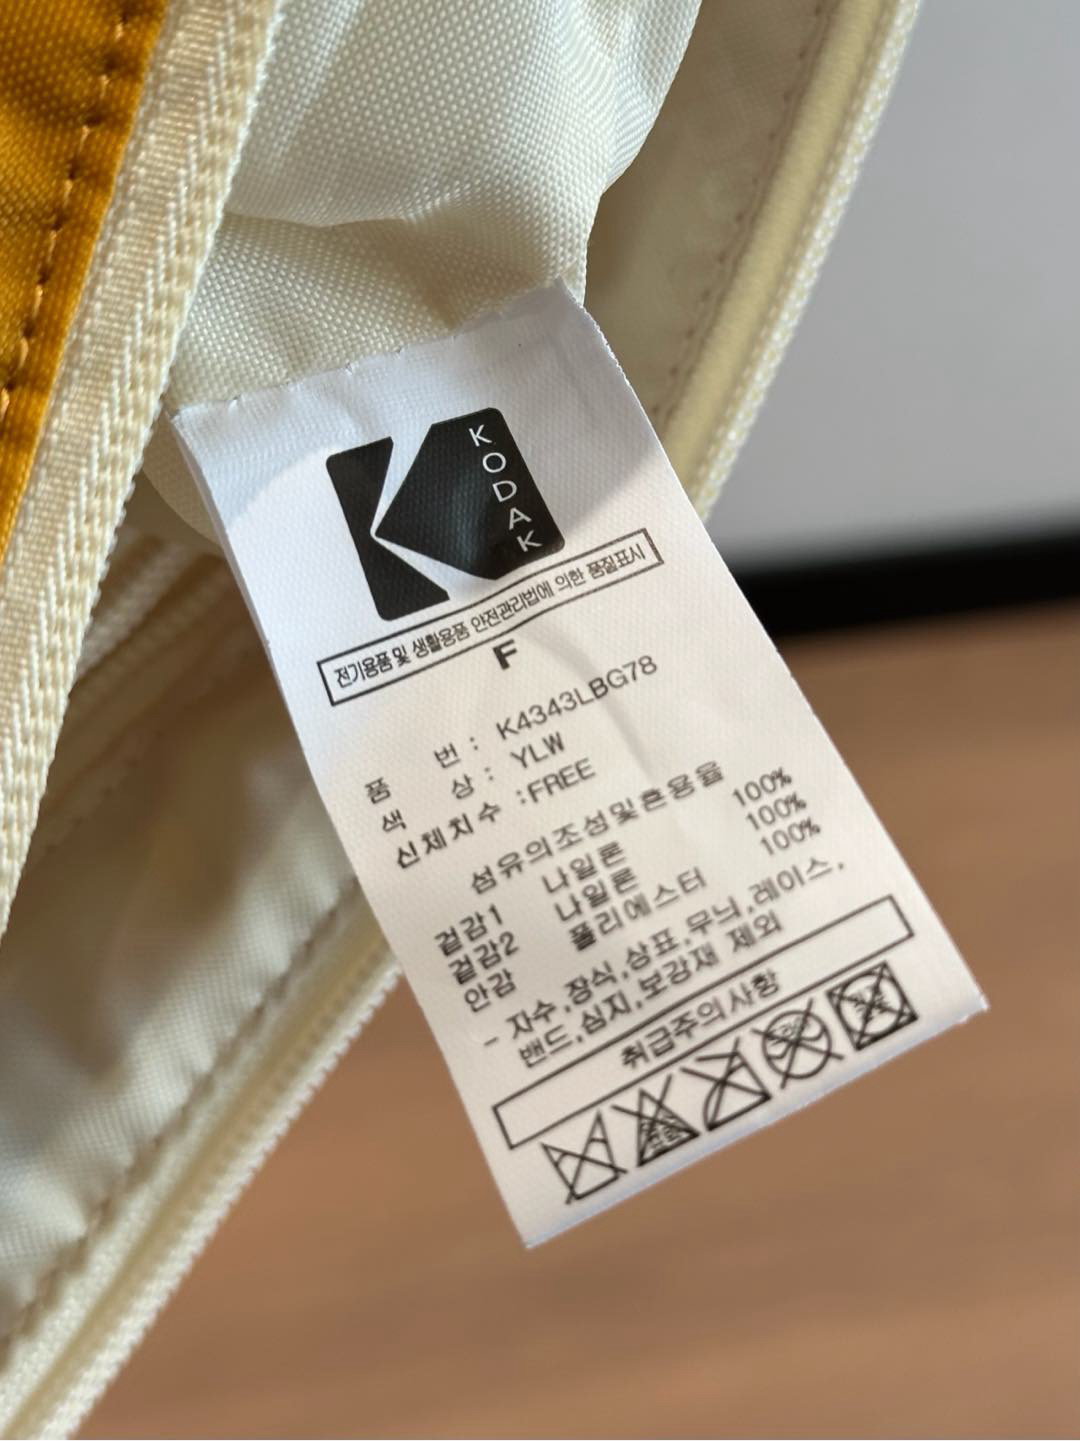 KODAK
전기용품및 생활용품 안전관리법에 의한 품질표시
F
품 번 : K4343LBG78
색 상 : YLW
신체치수 :FREE
섬유의조성및혼용율
겉감1 나일론 100%
겉감2 나일론 100%
안감 폴리에스터 100%
- 자수,장식,상표,무늬,레이스,
밴드,심지,보강재 제외
취급주의사항